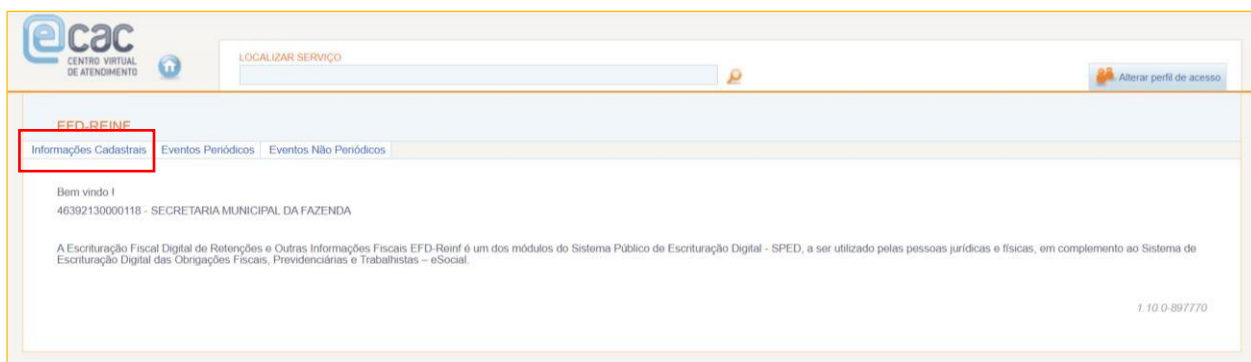 ecac
CENTRO VIRTUAL
DE ATENDIMENTO
LOCALIZAR SERVIÇO
Alterar perfil de acesso
EFD-REINF
Informações Cadastrais Eventos Periódicos Eventos Não Periódicos
Bem vindo !
46392130000118 - SECRETARIA MUNICIPAL DA FAZENDA
A Escrituração Fiscal Digital de Retenções e Outras Informações Fiscais EFD-Reinf é um dos módulos do Sistema Público de Escrituração Digital - SPED, a ser utilizado pelas pessoas jurídicas e físicas, em complemento ao Sistema de
Escrituração Digital das Obrigações Fiscais, Previdenciárias e Trabalhistas – eSocial.
1.10.0-897770